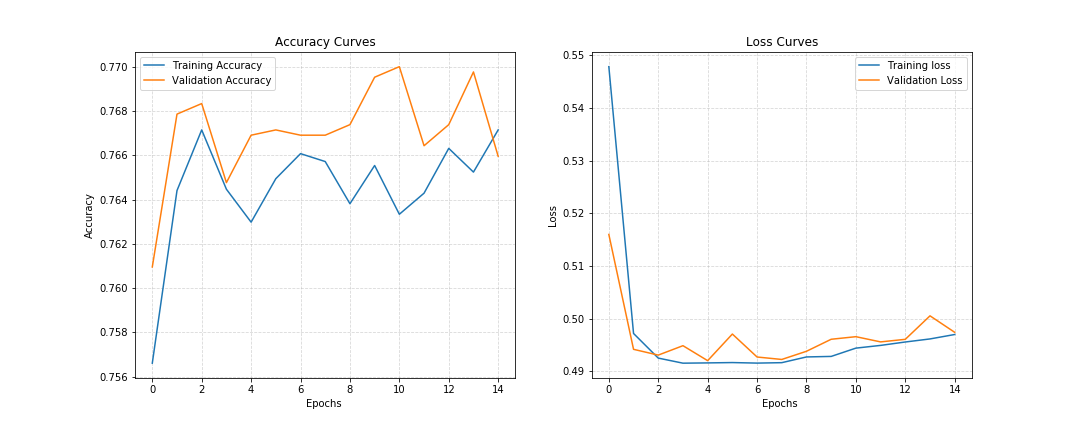 Accuracy Curves
Training Accuracy
Validation Accuracy
0.770
0.768
0.766
0.764
0.762
0.760
0.758
0.756
Accuracy
0 2 4 6 8 10 12 14
Epochs
Loss Curves
Training loss
Validation Loss
0.55
0.54
0.53
0.52
0.51
0.50
0.49
Loss
0 2 4 6 8 10 12 14
Epochs